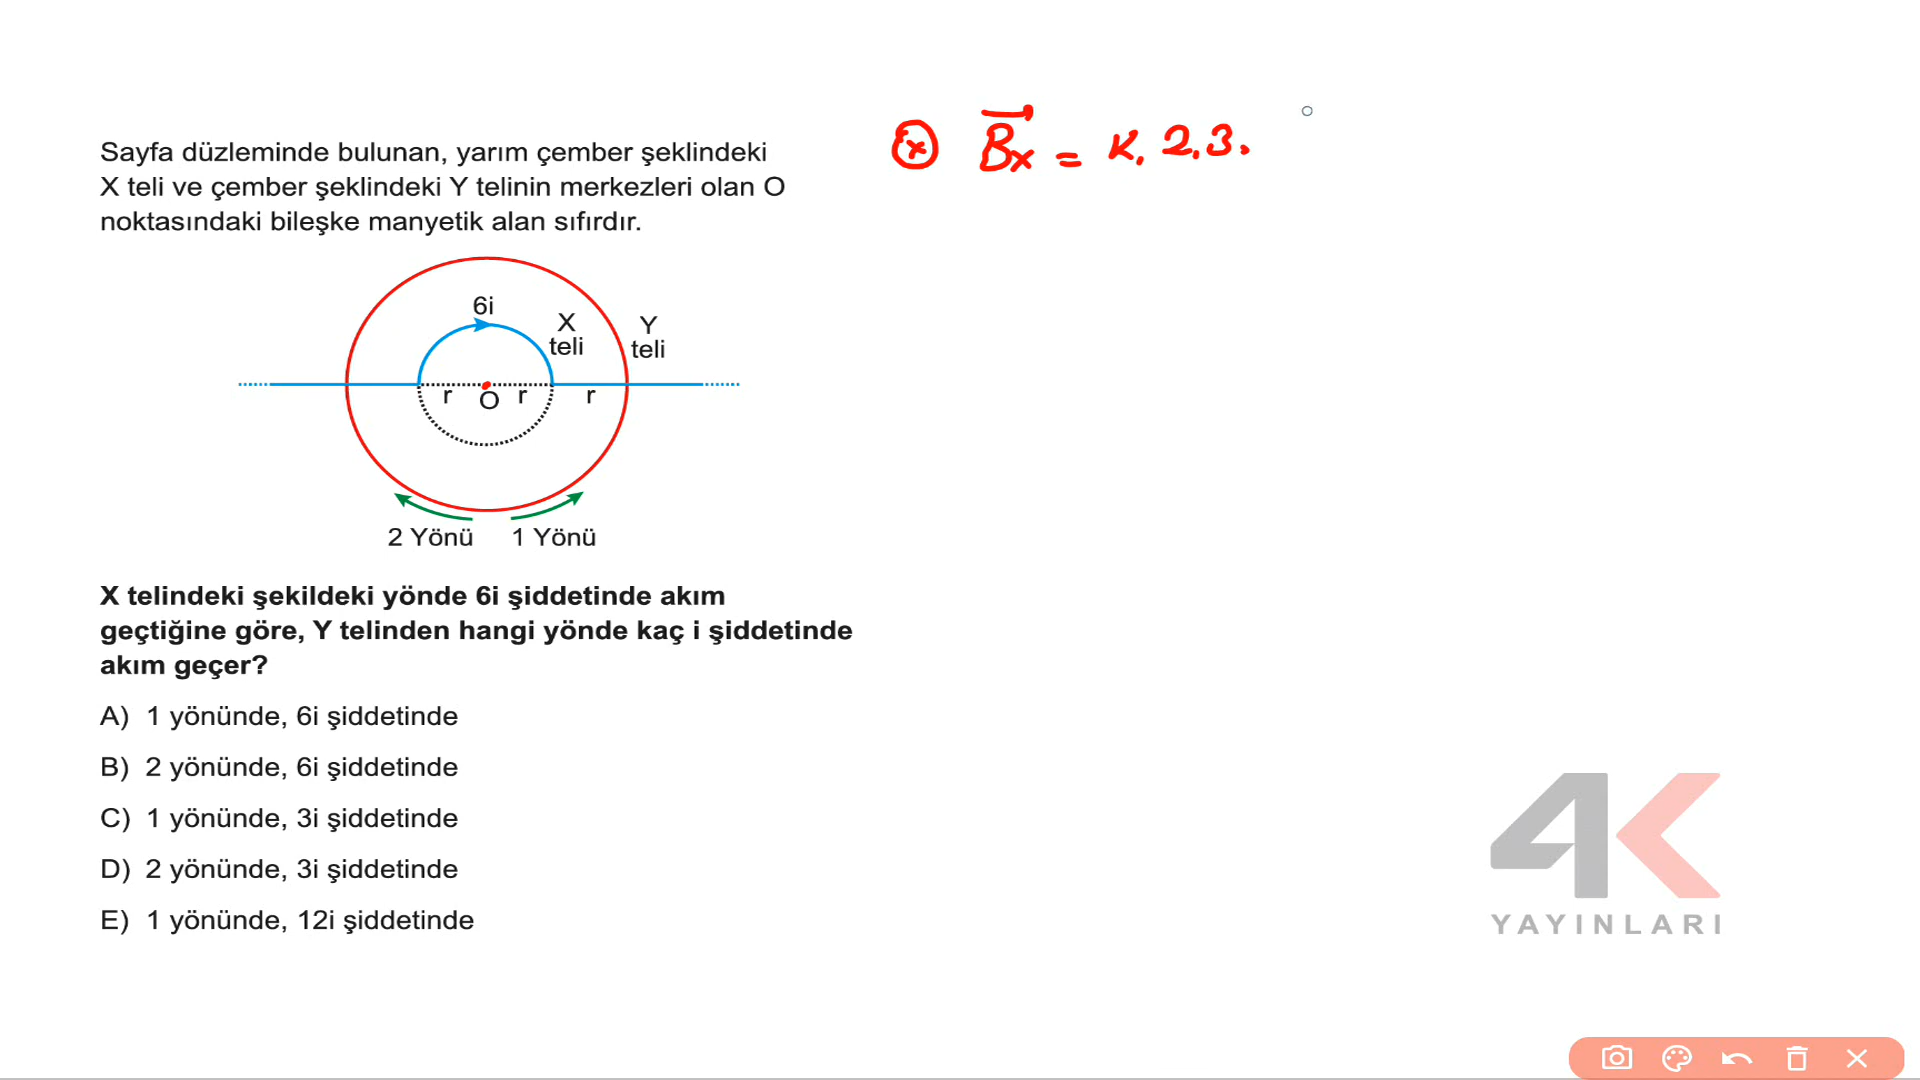 Sayfa düzleminde bulunan, yarım çember şeklindeki
X teli ve çember şeklindeki Y telinin merkezleri olan O
noktasındaki bileşke manyetik alan sıfırdır.
6i
X
teli
Y
teli
r
O
r
r
2 Yönü
1 Yönü
X telindeki şekildeki yönde 6i şiddetinde akım
geçtiğine göre, Y telinden hangi yönde kaç i şiddetinde
akım geçer?
A) 1 yönünde, 6i şiddetinde
B) 2 yönünde, 6i şiddetinde
C) 1 yönünde, 3i şiddetinde
D) 2 yönünde, 3i şiddetinde
E) 1 yönünde, 12i şiddetinde
ⓧ Bx = K. 2.3.
4K
YAYINLARI